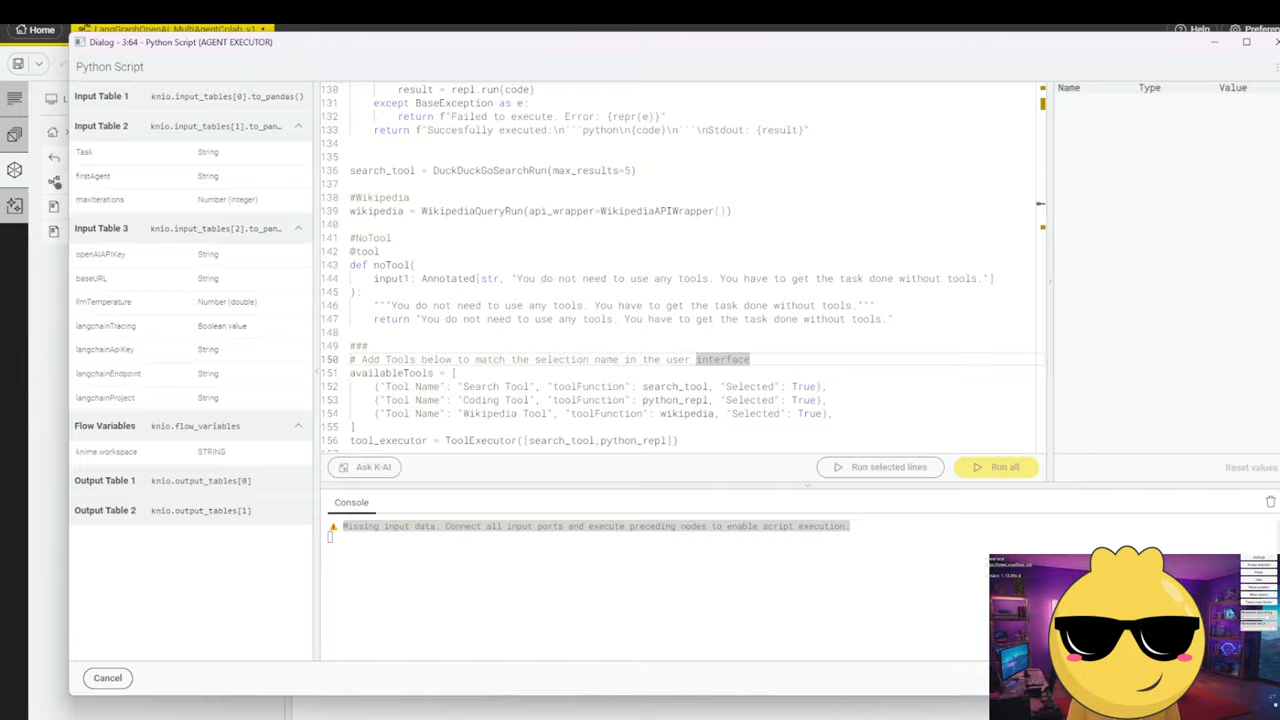 Home
LangGraphOpenAI_MultiAgentColab_v1
Help
Preferen
Dialog - 3:64 - Python Script (AGENT EXECUTOR)
Python Script
Input Table 1 knio.input_tables[0].to_pandas()
Input Table 2 knio.input_tables[1].to_pan...
Task String
firstAgent String
maxIterations Number (integer)
Input Table 3 knio.input_tables[2].to_pan...
openAIAPIKey String
baseURL String
llmTemperature Number (double)
langchainTracing Boolean value
langchainApiKey String
langchainEndpoint String
langchainProject String
Flow Variables knio.flow_variables
knime.workspace STRING
Output Table 1 knio.output_tables[0]
Output Table 2 knio.output_tables[1]
130 result = repl.run(code)
131 except BaseException as e:
132 return f"Failed to execute. Error: {repr(e)}"
133 return f"Succesfully executed:\n```python\n{code}\n```\nStdout: {result}"
134
135
136 search_tool = DuckDuckGoSearchRun(max_results=5)
137
138 #Wikipedia
139 wikipedia = WikipediaQueryRun(api_wrapper=WikipediaAPIWrapper())
140
141 #NoTool
142 @tool
143 def noTool(
144 input1: Annotated[str, "You do not need to use any tools. You have to get the task done without tools."]
145 ):
146 """You do not need to use any tools. You have to get the task done without tools."""
147 return "You do not need to use any tools. You have to get the task done without tools."
148
149 ###
150 # Add Tools below to match the selection name in the user interface
151 availableTools = [
152 {"Tool Name": "Search Tool", "toolFunction": search_tool, "Selected": True},
153 {"Tool Name": "Coding Tool", "toolFunction": python_repl, "Selected": True},
154 {"Tool Name": "Wikipedia Tool", "toolFunction": wikipedia, "Selected": True},
155 ]
156 tool_executor = ToolExecutor([search_tool,python_repl])
Ask K-AI
Run selected lines
Run all
Name Type Value
Reset values
Console
Missing input data. Connect all input ports and execute preceding nodes to enable script execution.
Cancel